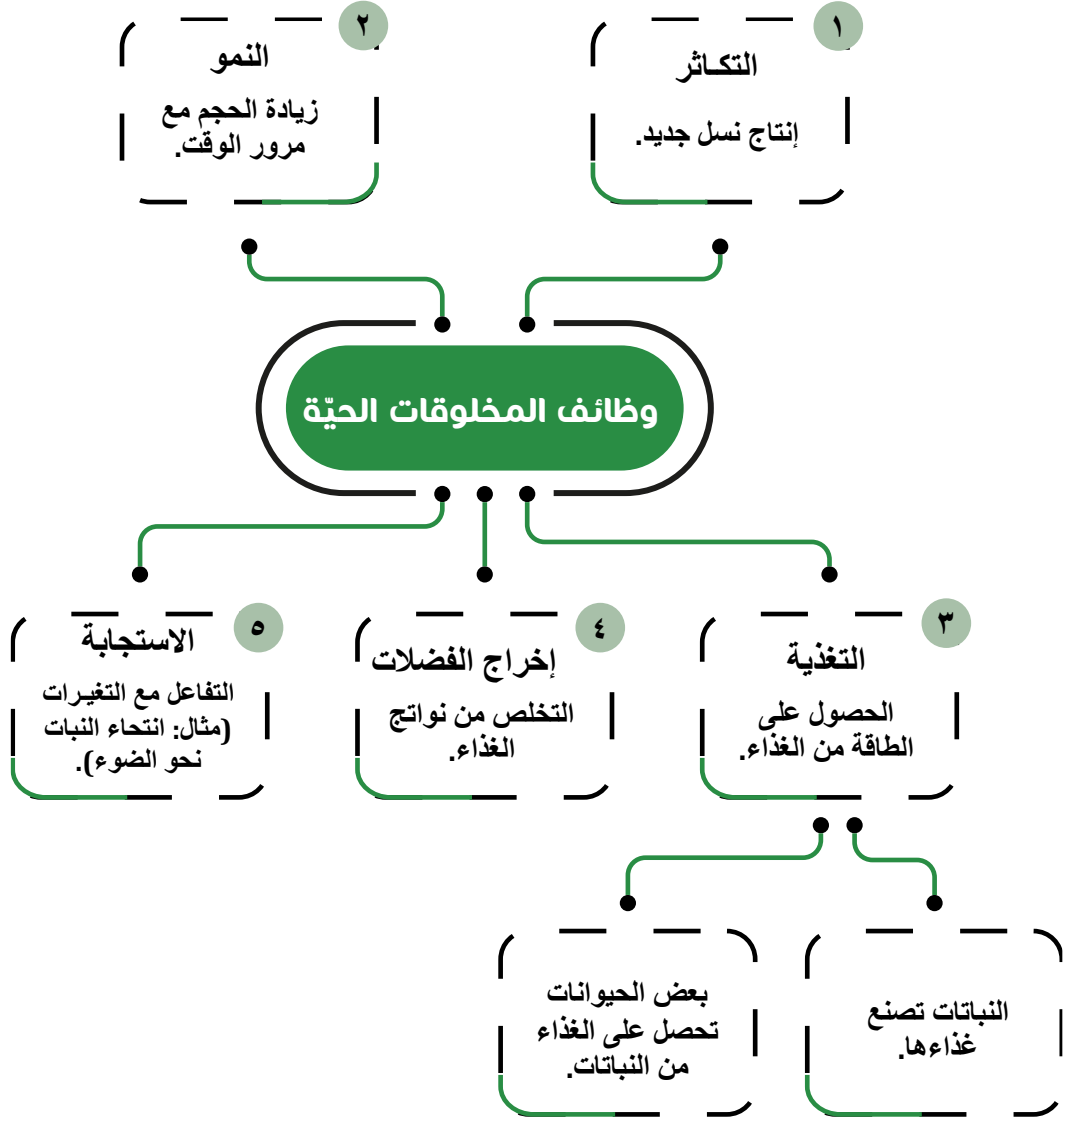 ١
التكاثر
إنتاج نسل جديد.
٢
النمو
زيادة الحجم مع
مرور الوقت.
وظائف المخلوقات الحيّة
٣
التغذية
الحصول على
الطاقة من الغذاء.
٤
إخراج الفضلات
التخلص من نواتج
الغذاء.
٥
الاستجابة
التفاعل مع التغيرات
(مثال: انتحاء النبات
نحو الضوء).
النباتات تصنع
غذاءها.
بعض الحيوانات
تحصل على الغذاء
من النباتات.